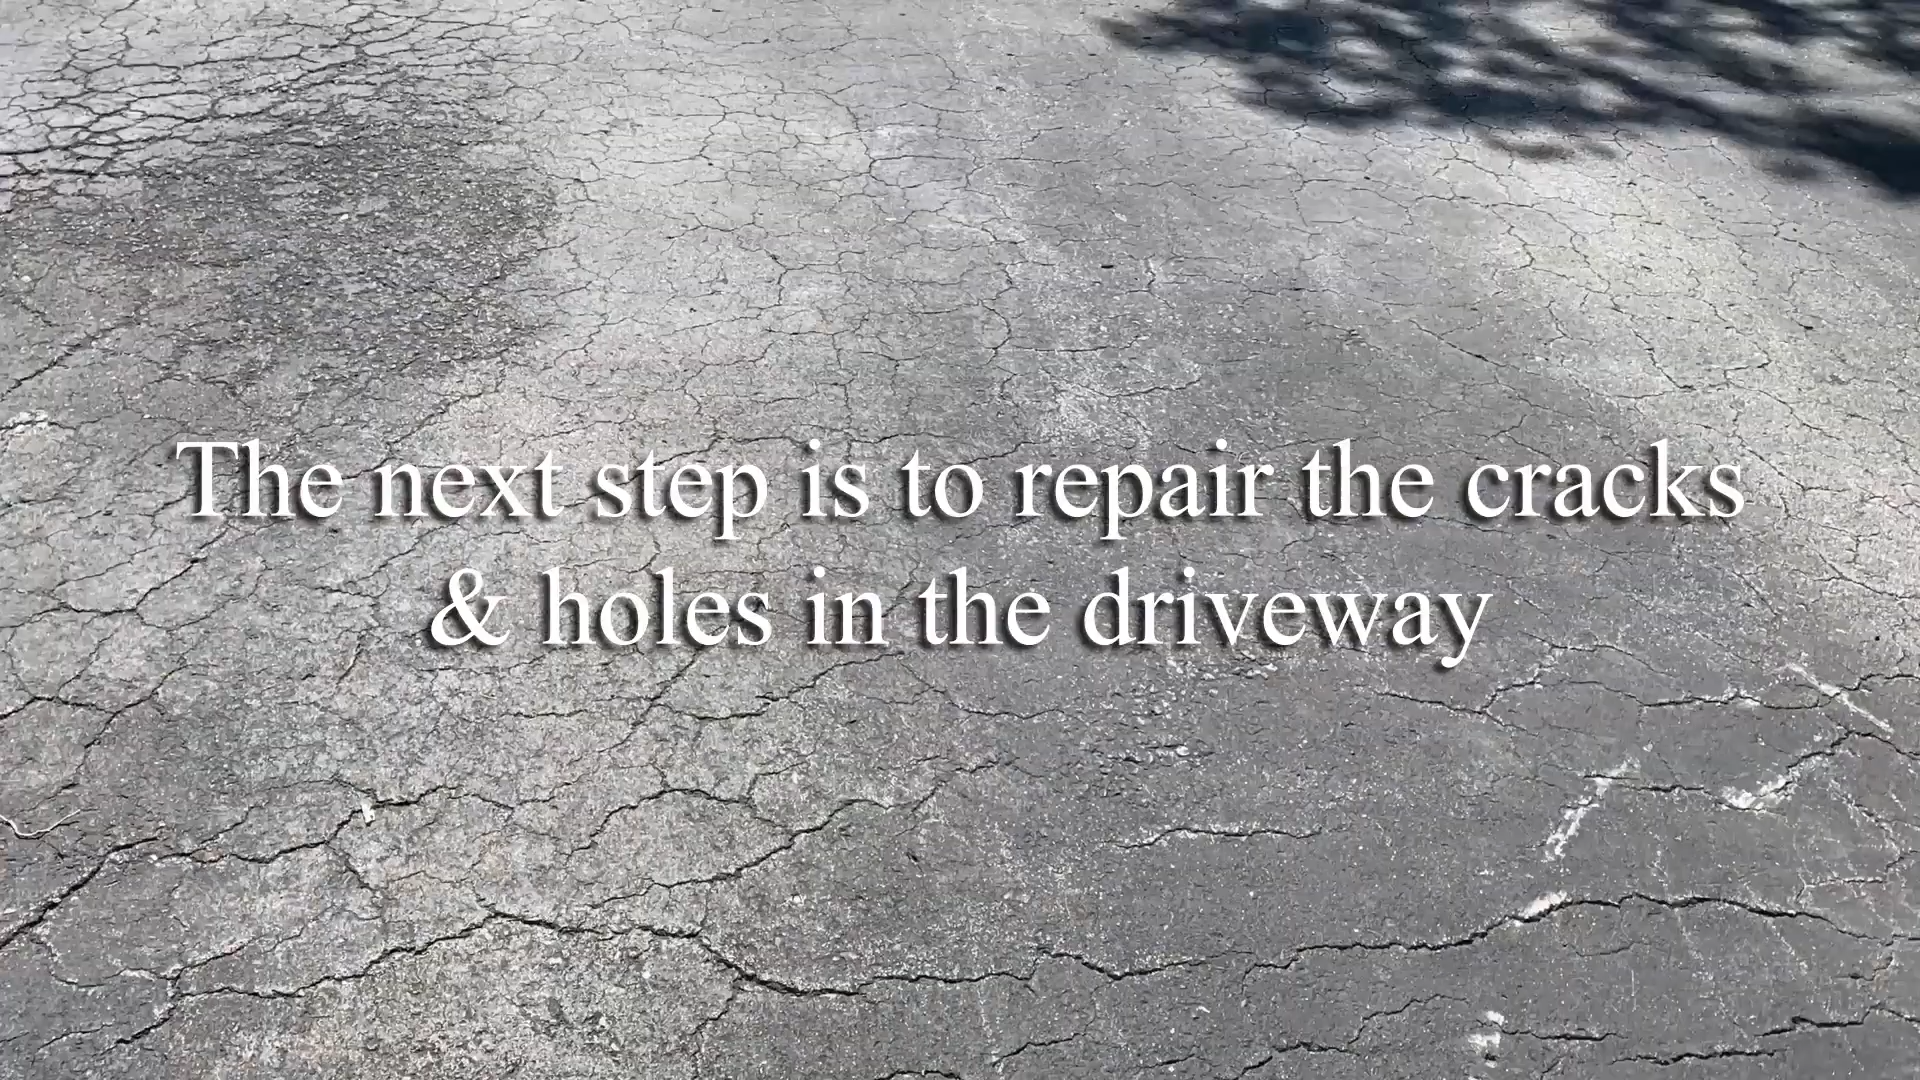 The next step is to repair the cracks
& holes in the driveway